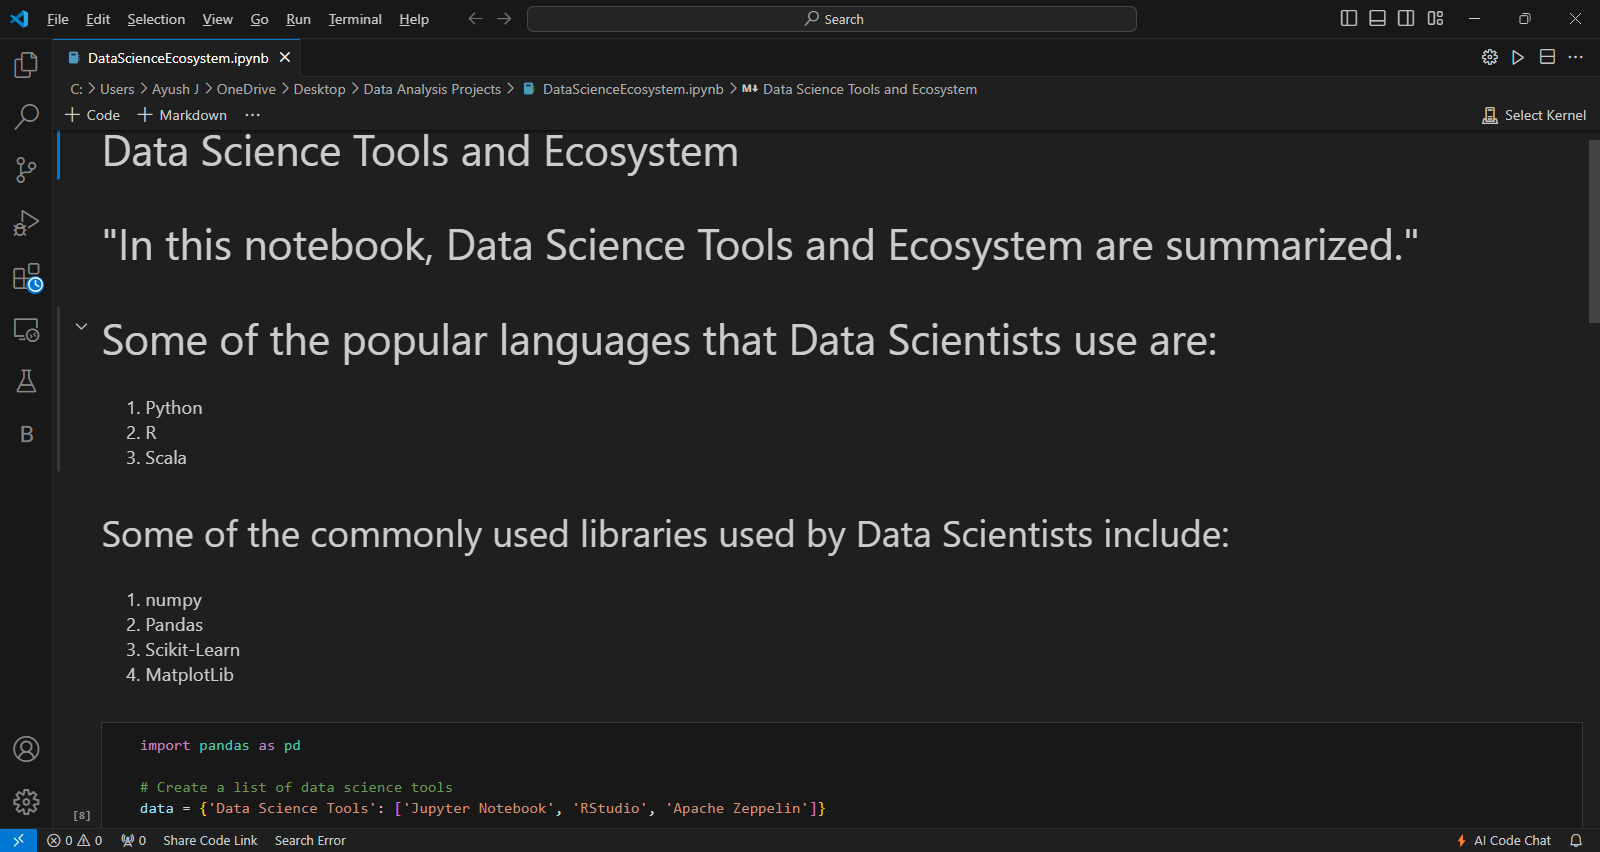 File Edit Selection View Go Run Terminal Help Search
DataScienceEcosystem.ipynb
C: > Users > Ayush J > OneDrive > Desktop > Data Analysis Projects > DataScienceEcosystem.ipynb > M↓ Data Science Tools and Ecosystem
+ Code + Markdown ... Select Kernel
Data Science Tools and Ecosystem
"In this notebook, Data Science Tools and Ecosystem are summarized."
Some of the popular languages that Data Scientists use are:
1. Python
2. R
3. Scala
Some of the commonly used libraries used by Data Scientists include:
1. numpy
2. Pandas
3. Scikit-Learn
4. MatplotLib
import pandas as pd
# Create a list of data science tools
data = {'Data Science Tools': ['Jupyter Notebook', 'RStudio', 'Apache Zeppelin']}
[8]
B
0 0 0 Share Code Link Search Error AI Code Chat